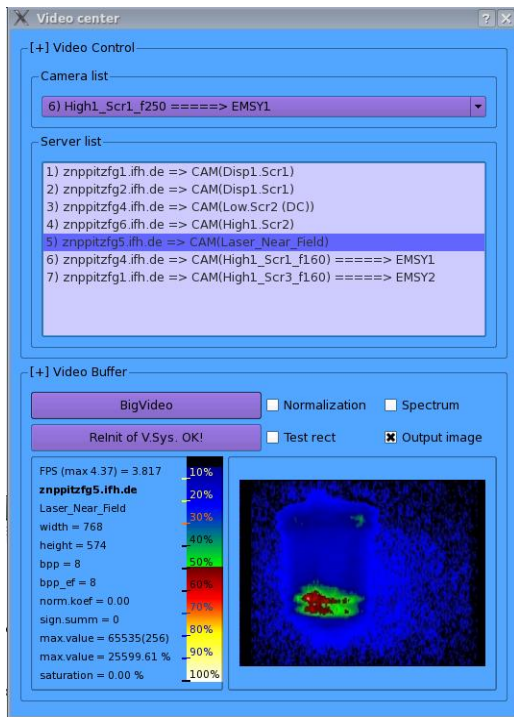 Video center
[+] Video Control
Camera list
6) High1_Scr1_f250 =====> EMSY1
Server list
1) znppitzfg1.ifh.de => CAM(Disp1.Scr1)
2) znppitzfg2.ifh.de => CAM(Disp1.Scr1)
3) znppitzfg4.ifh.de => CAM(Low.Scr2 (DC))
4) znppitzfg6.ifh.de => CAM(High1.Scr2)
5) znppitzfg5.ifh.de => CAM(Laser_Near_Field)
6) znppitzfg4.ifh.de => CAM(High1_Scr1_f160) =====> EMSY1
7) znppitzfg1.ifh.de => CAM(High1_Scr3_f160) =====> EMSY2
[+] Video Buffer
BigVideo
Normalization
Spectrum
ReInit of V.Sys. OK!
Test rect
Output image
FPS (max 4.37) = 3.817
znppitzfg5.ifh.de
Laser_Near_Field
width = 768
height = 574
bpp = 8
bpp_ef = 8
norm.koef = 0.00
sign.summ = 0
max.value = 65535(256)
max.value = 25599.61 %
saturation = 0.00 %
10%
20%
30%
40%
50%
60%
70%
80%
90%
100%